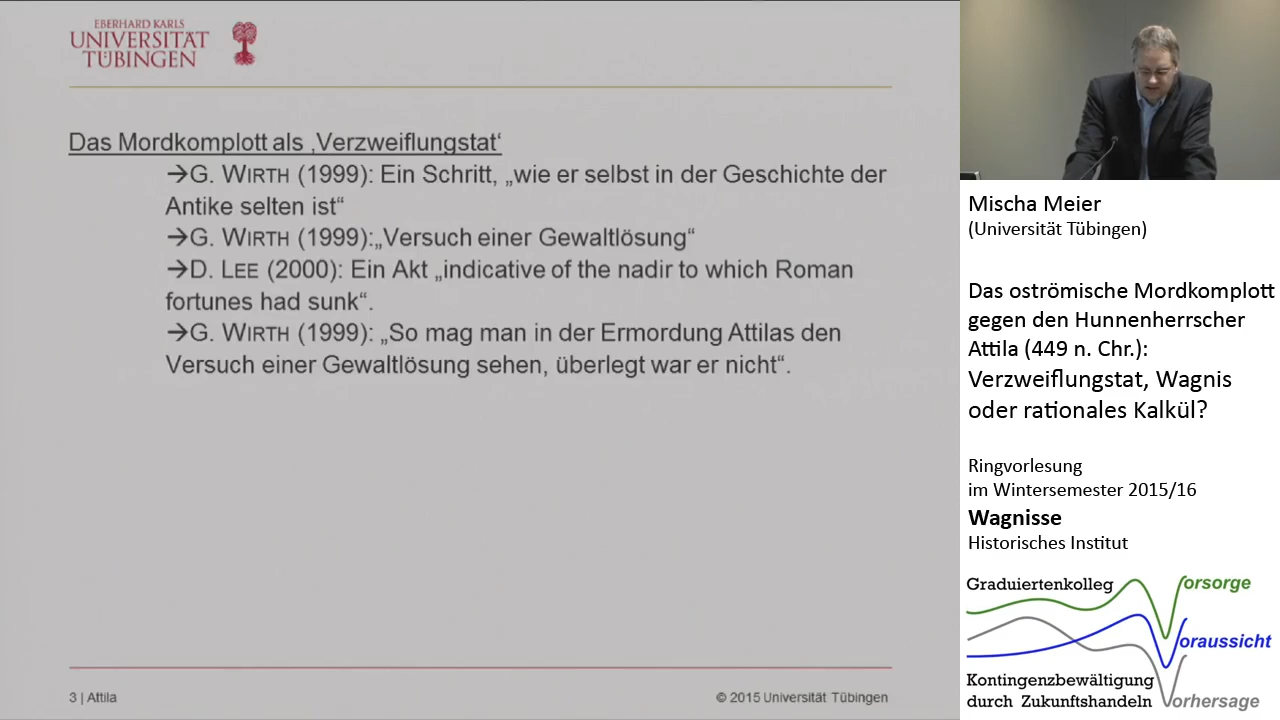 EBERHARD KARLS
UNIVERSITÄT
TÜBINGEN
Das Mordkomplott als ‚Verzweiflungstat‘
→G. WIRTH (1999): Ein Schritt, „wie er selbst in der Geschichte der
Antike selten ist“
→G. WIRTH (1999):„Versuch einer Gewaltlösung“
→D. LEE (2000): Ein Akt „indicative of the nadir to which Roman
fortunes had sunk“.
→G. WIRTH (1999): „So mag man in der Ermordung Attilas den
Versuch einer Gewaltlösung sehen, überlegt war er nicht“.
3 | Attila
© 2015 Universität Tübingen
Mischa Meier
(Universität Tübingen)
Das oströmische Mordkomplott
gegen den Hunnenherrscher
Attila (449 n. Chr.):
Verzweiflungstat, Wagnis
oder rationales Kalkül?
Ringvorlesung
im Wintersemester 2015/16
Wagnisse
Historisches Institut
Graduiertenkolleg
Vorsorge
Voraussicht
Vorhersage
Kontingenzbewältigung
durch Zukunftshandeln